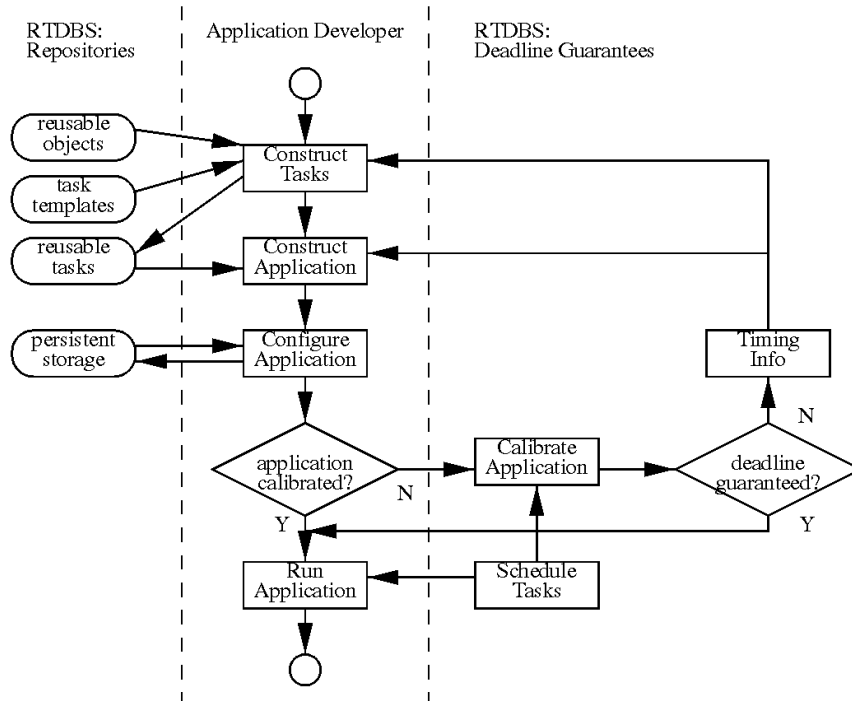 RTDBS:
Repositories
Application Developer
RTDBS:
Deadline Guarantees
reusable
objects
Construct
Tasks
task
templates
reusable
tasks
Construct
Application
persistent
storage
Configure
Application
Timing
Info
N
application
calibrated?
N
Calibrate
Application
deadline
guaranteed?
Y
Y
Run
Application
Schedule
Tasks